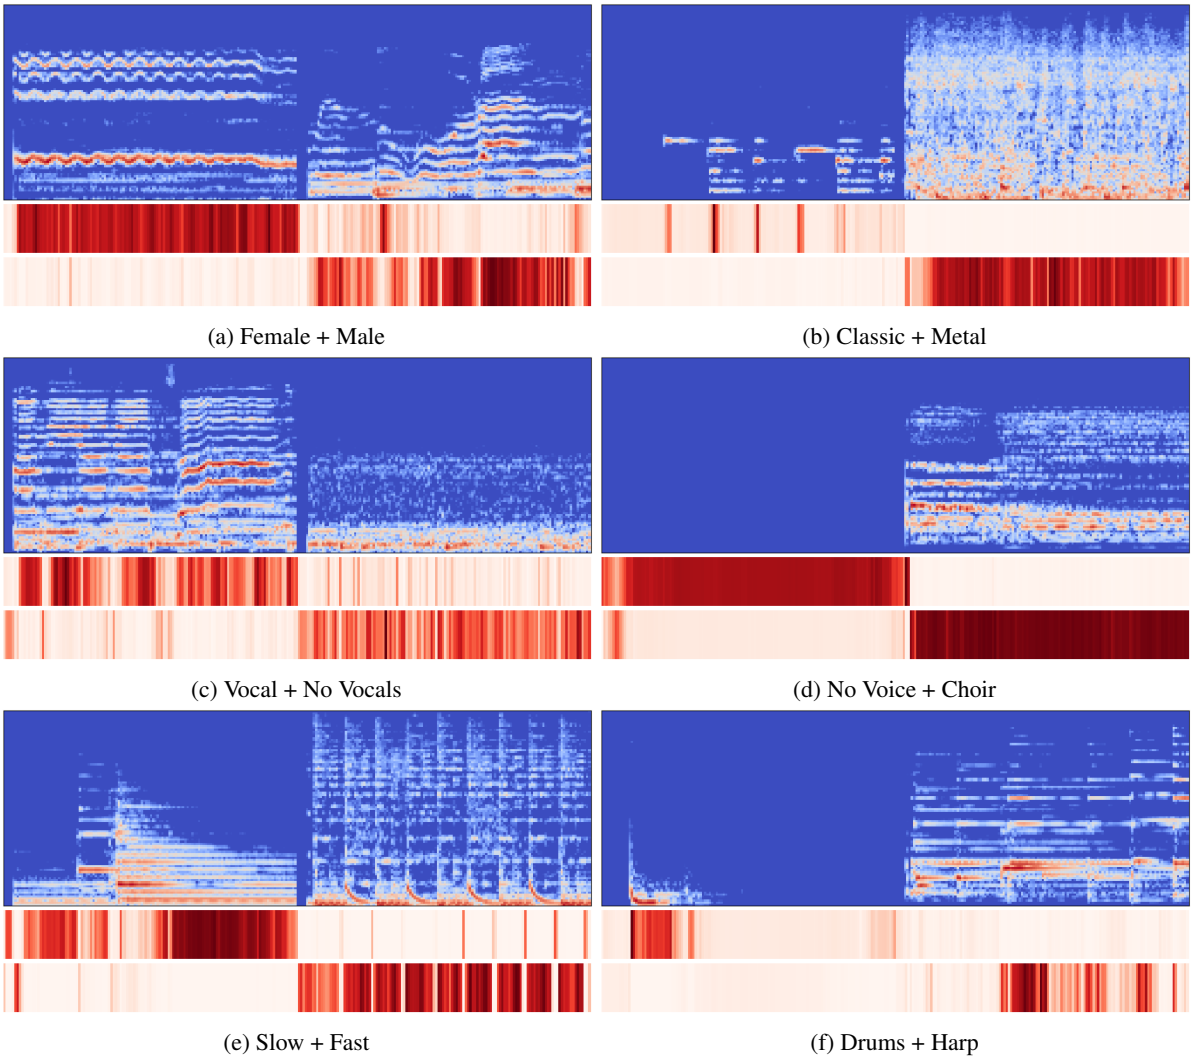 (a) Female + Male
(b) Classic + Metal
(c) Vocal + No Vocals
(d) No Voice + Choir
(e) Slow + Fast
(f) Drums + Harp